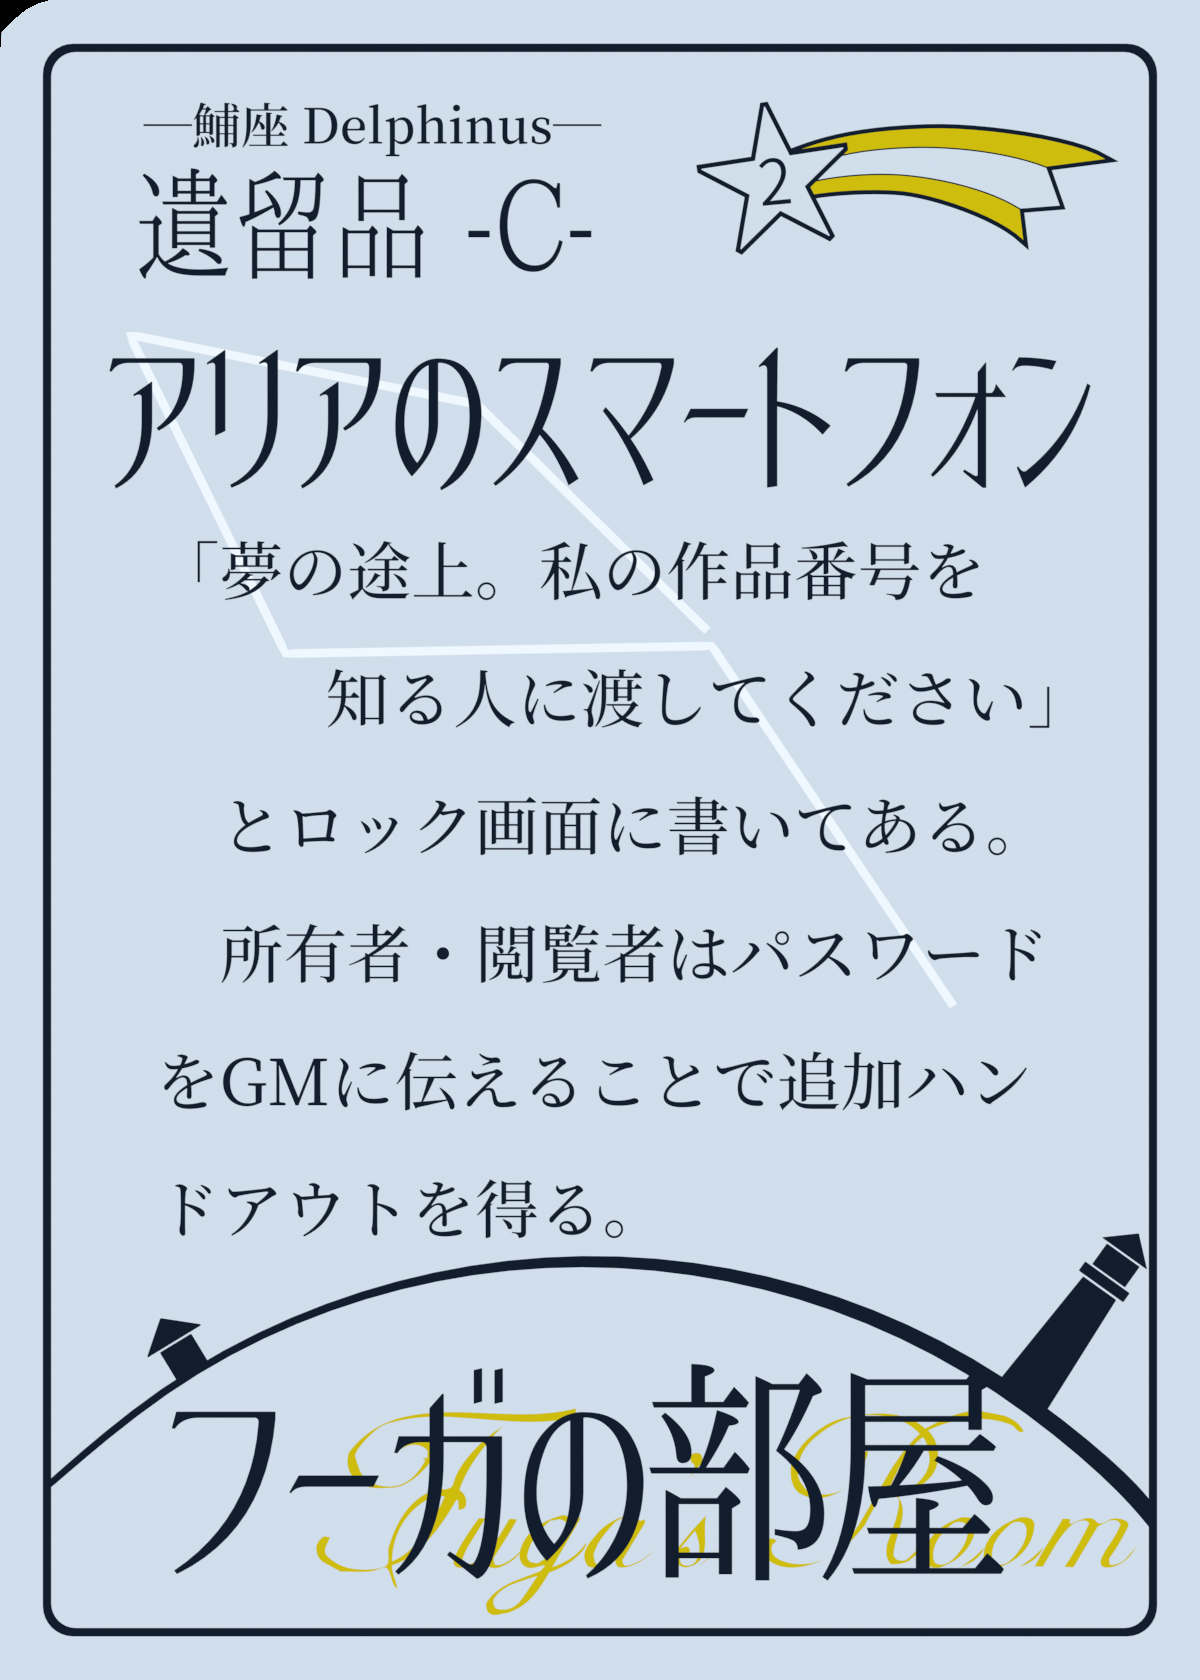 ―鯆座 Delphinus―
遺留品 -C-
2
アリアのスマートフォン
「夢の途上。私の作品番号を
知る人に渡してください」
とロック画面に書いてある。
所有者・閲覧者はパスワード
をGMに伝えることで追加ハン
ドアウトを得る。
フーガの部屋
Fuga's Room